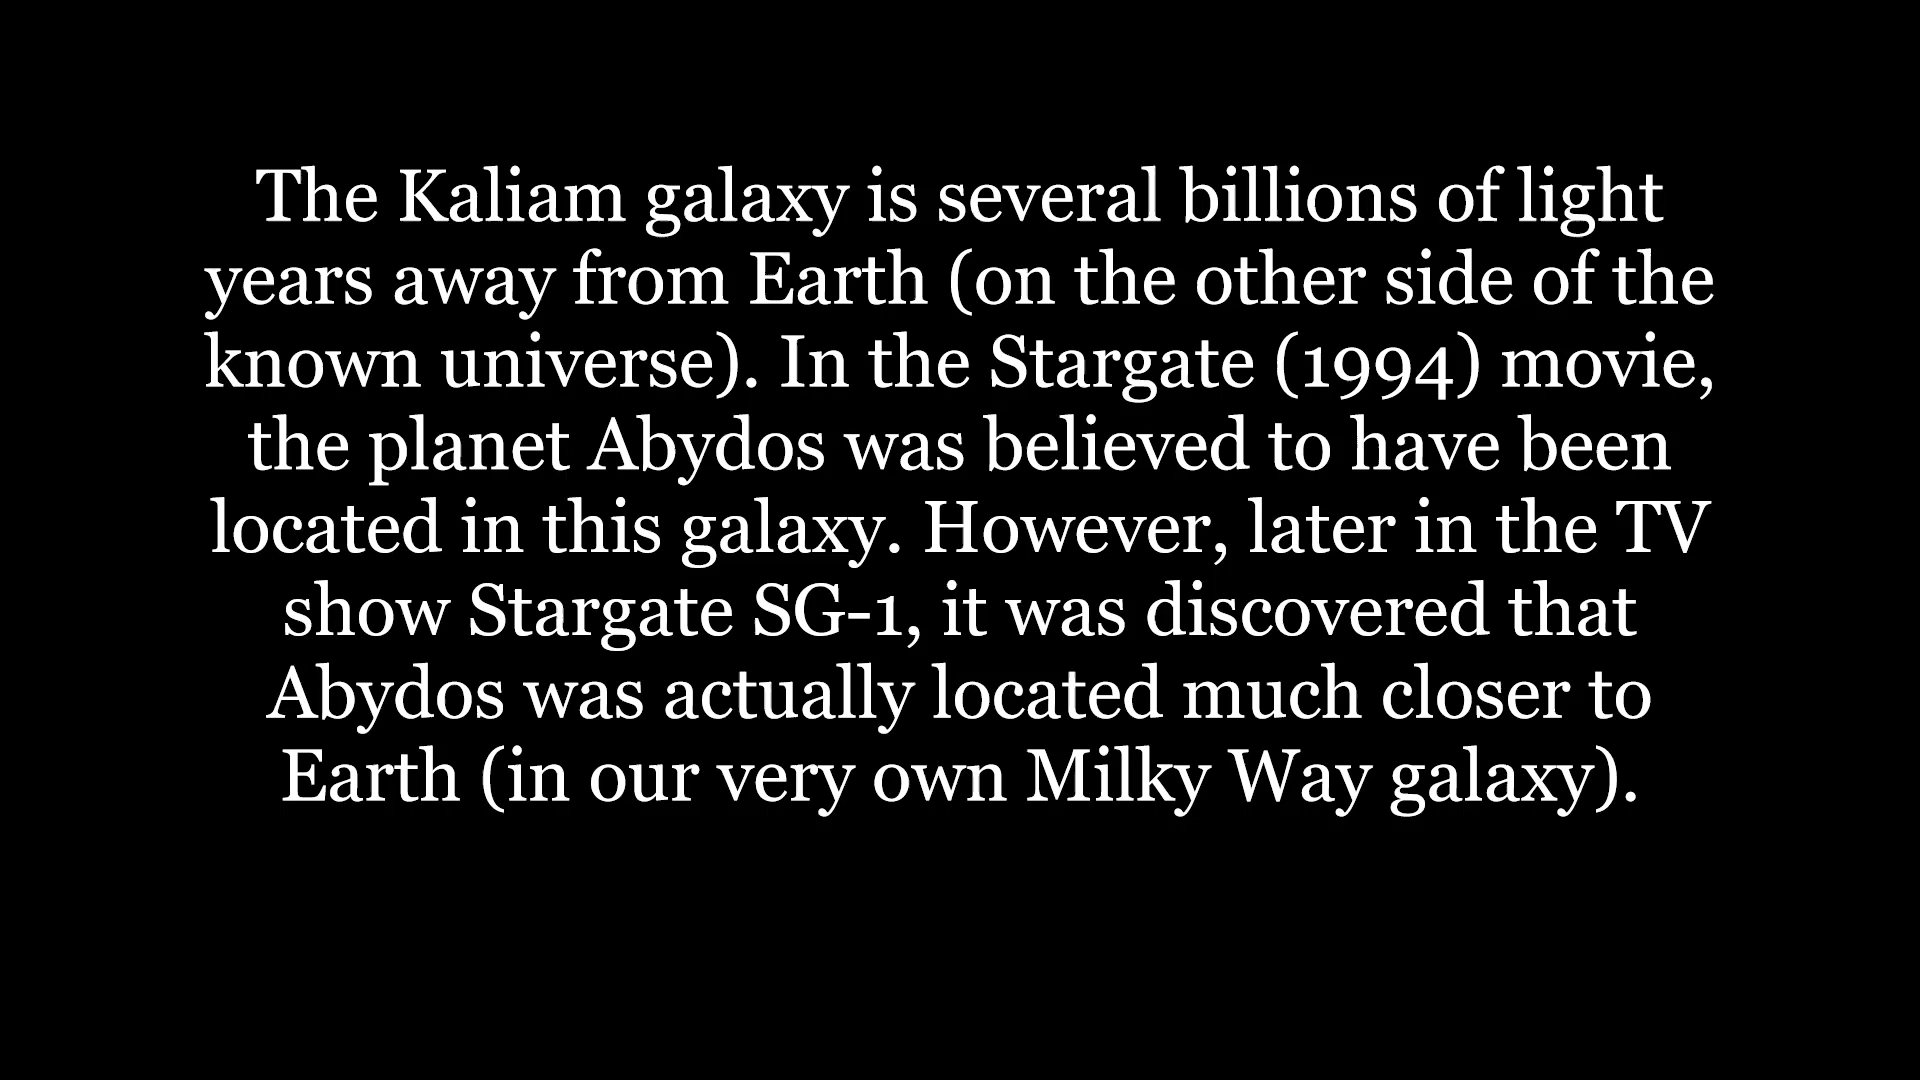 The Kaliam galaxy is several billions of light
years away from Earth (on the other side of the
known universe). In the Stargate (1994) movie,
the planet Abydos was believed to have been
located in this galaxy. However, later in the TV
show Stargate SG-1, it was discovered that
Abydos was actually located much closer to
Earth (in our very own Milky Way galaxy).